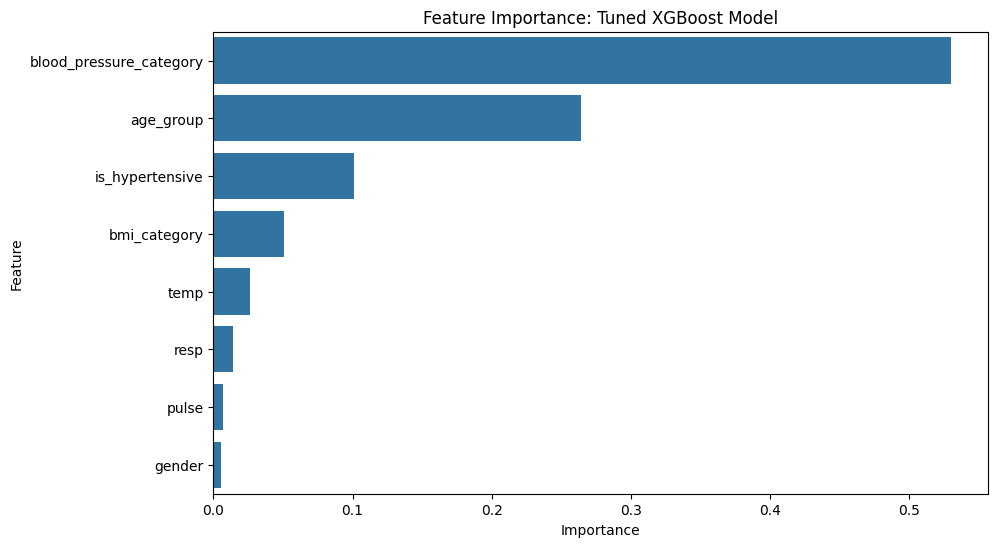 Feature Importance: Tuned XGBoost Model
blood_pressure_category
age_group
is_hypertensive
bmi_category
temp
resp
pulse
gender
Feature
0.0 0.1 0.2 0.3 0.4 0.5
Importance